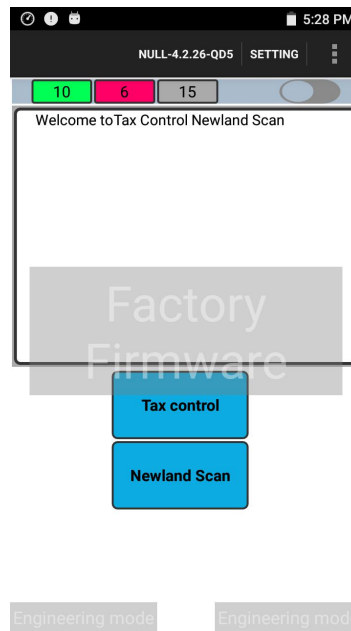 5:28 PM
NULL-4.2.26-QD5 SETTING
10 6 15
Welcome toTax Control Newland Scan
Factory
Firmware
Tax control
Newland Scan
Engineering mode Engineering mod